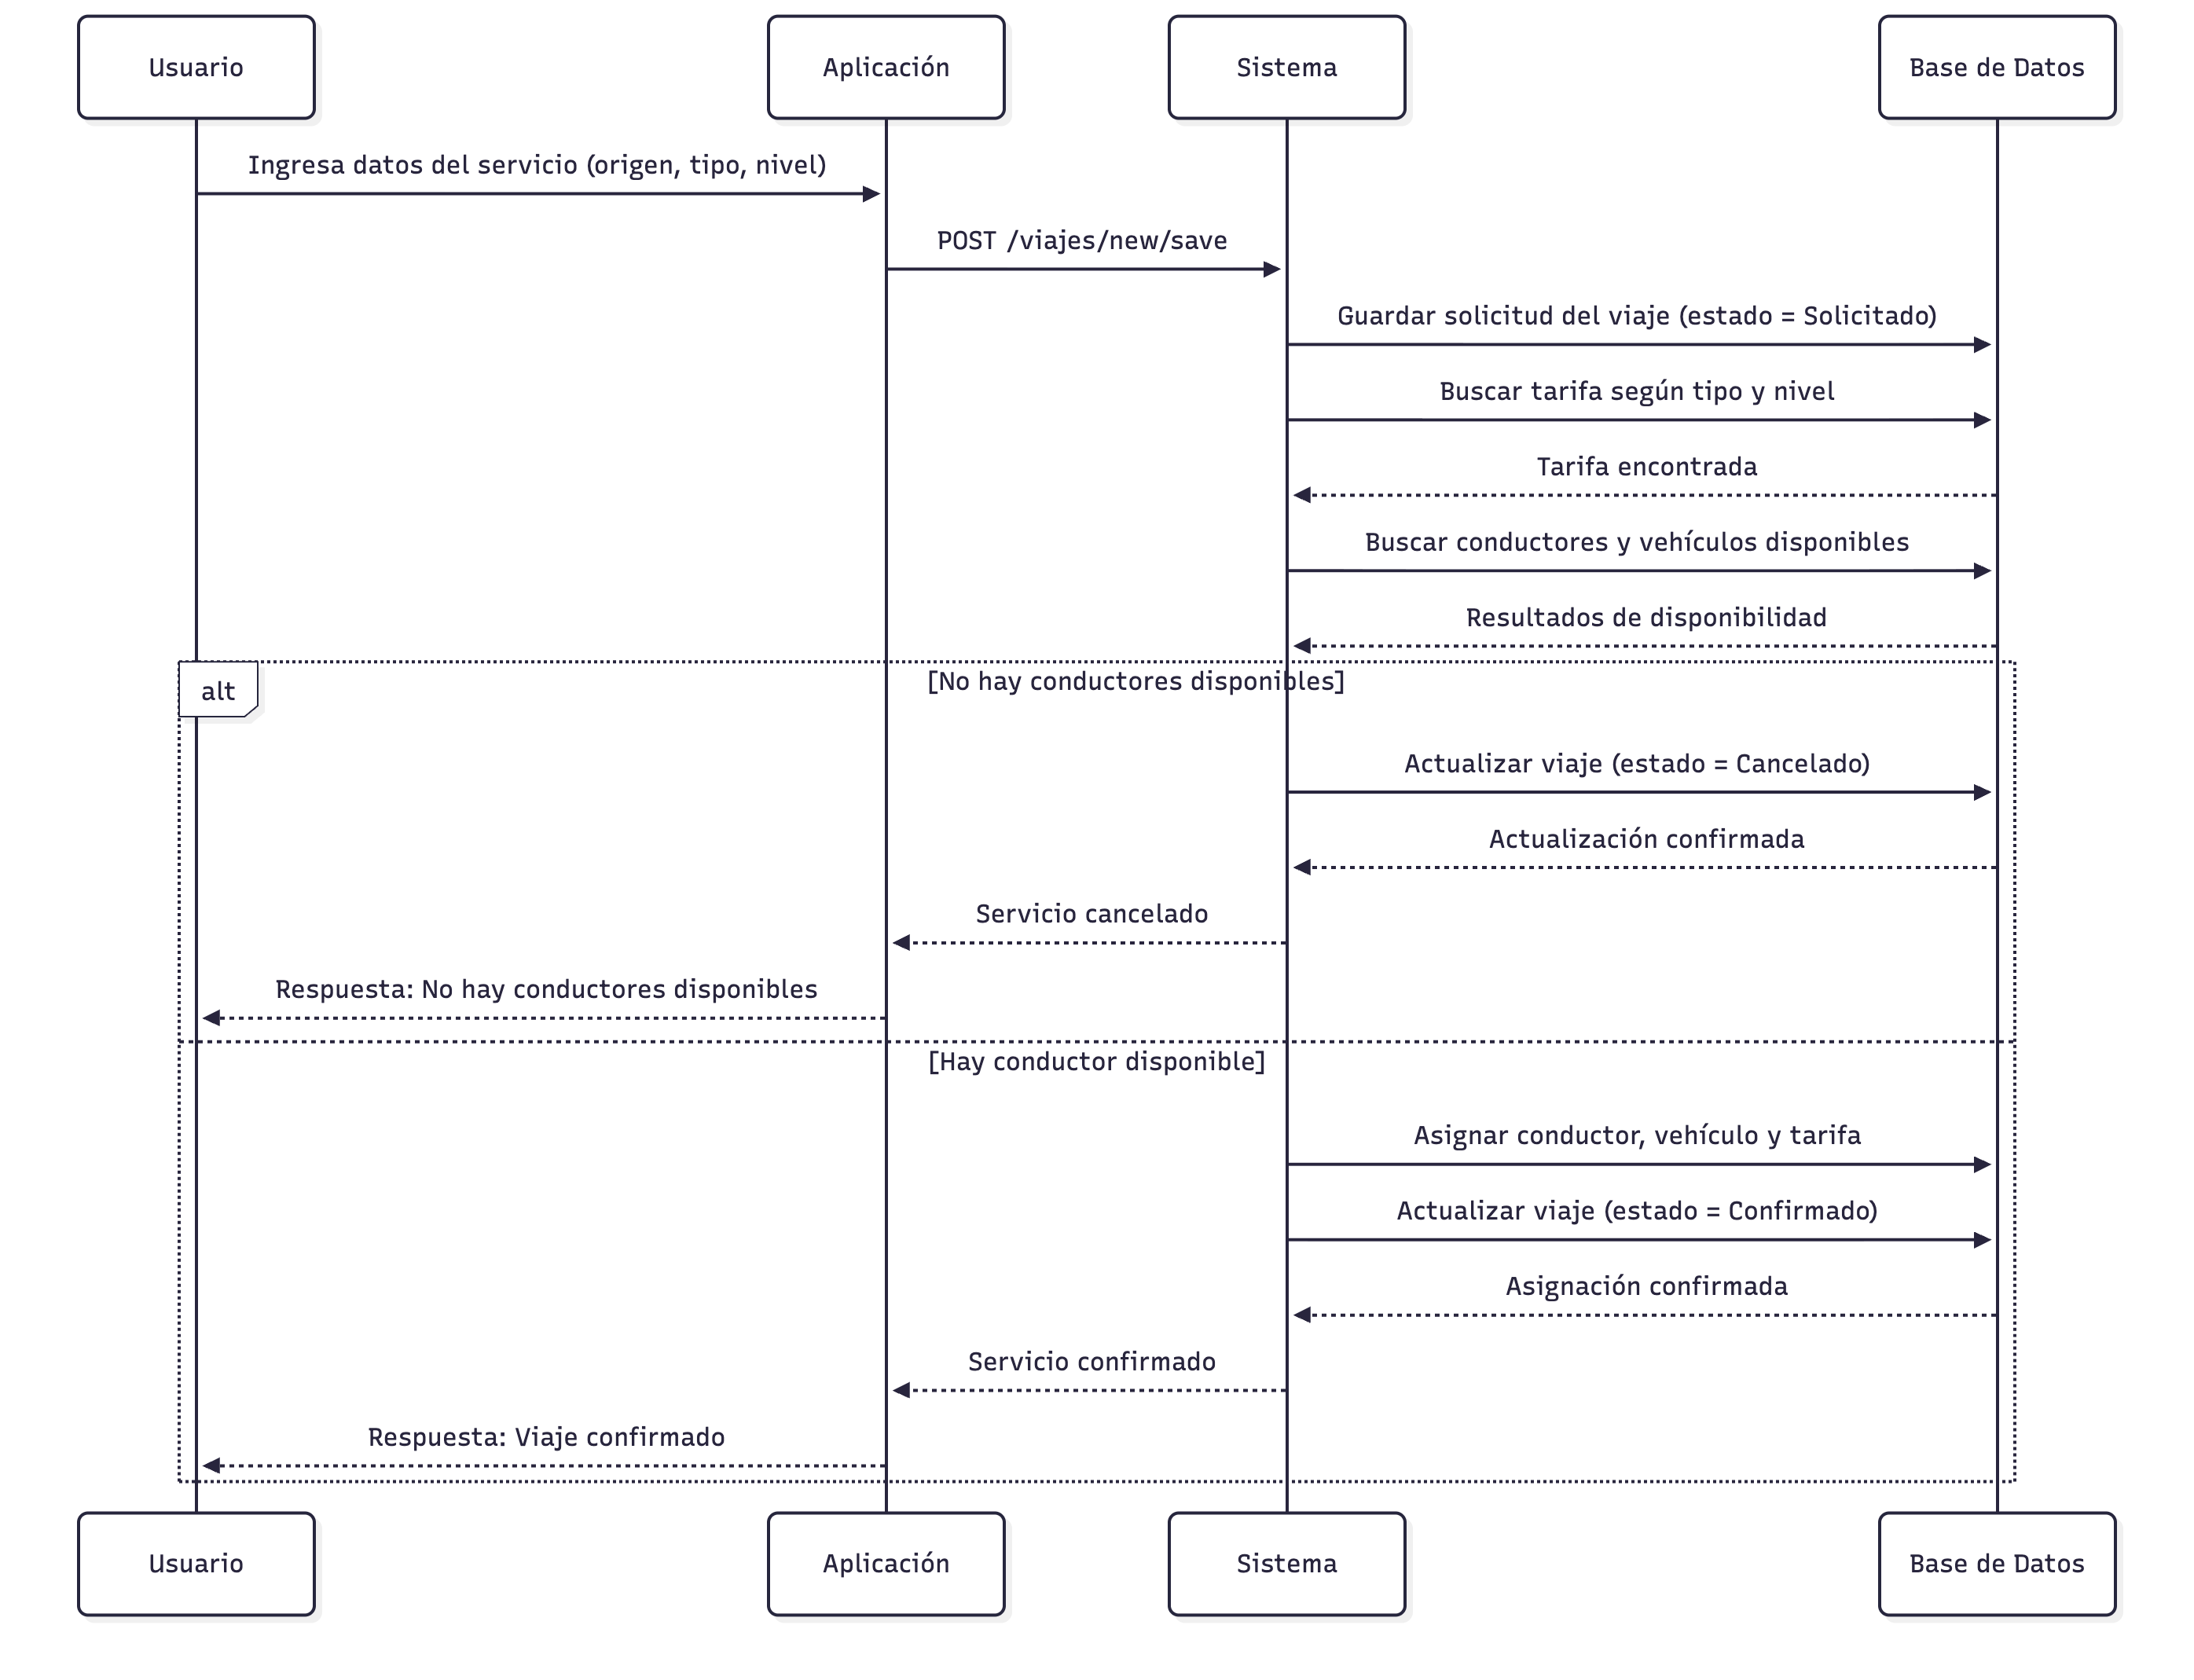 Usuario
Aplicación
Sistema
Base de Datos
Ingresa datos del servicio (origen, tipo, nivel)
POST /viajes/new/save
Guardar solicitud del viaje (estado = Solicitado)
Buscar tarifa según tipo y nivel
Tarifa encontrada
Buscar conductores y vehículos disponibles
Resultados de disponibilidad
alt
[No hay conductores disponibles]
Actualizar viaje (estado = Cancelado)
Actualización confirmada
Servicio cancelado
Respuesta: No hay conductores disponibles
[Hay conductor disponible]
Asignar conductor, vehículo y tarifa
Actualizar viaje (estado = Confirmado)
Asignación confirmada
Servicio confirmado
Respuesta: Viaje confirmado
Usuario
Aplicación
Sistema
Base de Datos